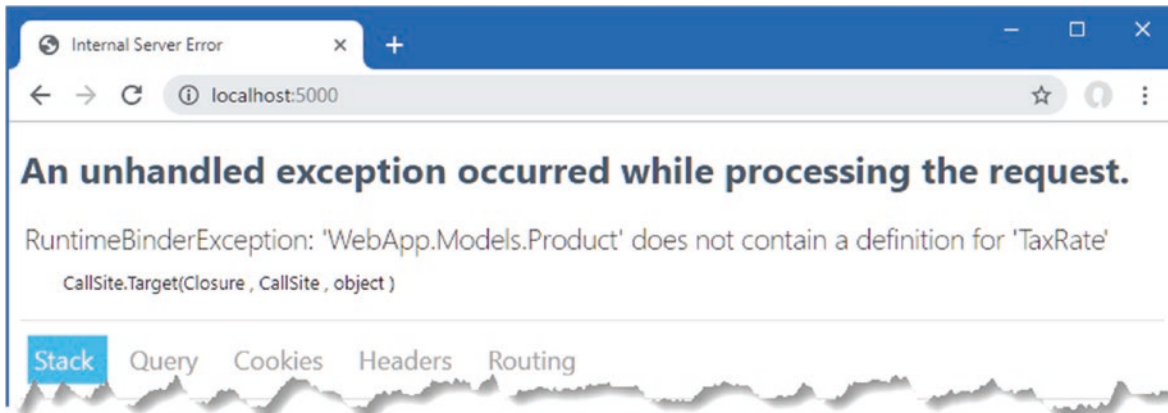 Internal Server Error
localhost:5000
An unhandled exception occurred while processing the request.
RuntimeBinderException: 'WebApp.Models.Product' does not contain a definition for 'TaxRate'
CallSite.Target(Closure , CallSite , object )
Stack Query Cookies Headers Routing